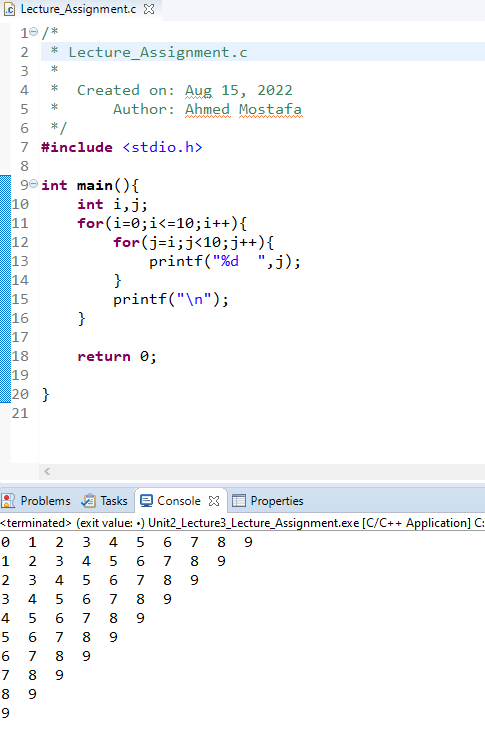 Lecture_Assignment.c
1 /*
2  * Lecture_Assignment.c
3  *
4  *  Created on: Aug 15, 2022
5  *      Author: Ahmed Mostafa
6  */
7 #include <stdio.h>
8
9 int main(){
10     int i,j;
11     for(i=0;i<=10;i++){
12         for(j=i;j<10;j++){
13             printf("%d  ",j);
14         }
15         printf("\n");
16     }
17
18     return 0;
19
20 }
21
Problems Tasks Console Properties
<terminated> (exit value: •) Unit2_Lecture3_Lecture_Assignment.exe [C/C++ Application] C:
0  1  2  3  4  5  6  7  8  9
1  2  3  4  5  6  7  8  9
2  3  4  5  6  7  8  9
3  4  5  6  7  8  9
4  5  6  7  8  9
5  6  7  8  9
6  7  8  9
7  8  9
8  9
9